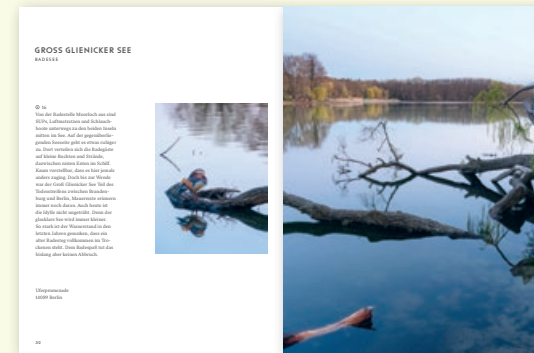 GROSS GLIENICKER SEE
BADESEE
in
Von der Badestelle Moorloch aus sind
SUPs, Luftmatratzen und Schlauch-
boote unterwegs zu den beiden Inseln
mitten im See. Auf der gegenüberlie-
genden Seeseite geht es etwas ruhiger
zu. Dort verteilen sich die Badegäste
auf kleine Buchten und Strände,
dazwischen nisten Enten im Schilf.
Kaum vorstellbar, dass es hier jemals
anders zuging. Doch bis zur Wende
war der Groß Glienicker See Teil des
Todesstreifens zwischen Branden-
burg und Berlin, Mauerreste erinnern
immer noch daran. Auch heute ist
die Idylle nicht ungetrübt. Denn der
glasklare See wird immer kleiner.
So stark ist der Wasserstand in den
letzten Jahren gesunken, dass ein
alter Badesteg vollkommen im Tro-
ckenen steht. Dem Badespaß tut das
bislang aber keinen Abbruch.
Uferpromenade
Berlin